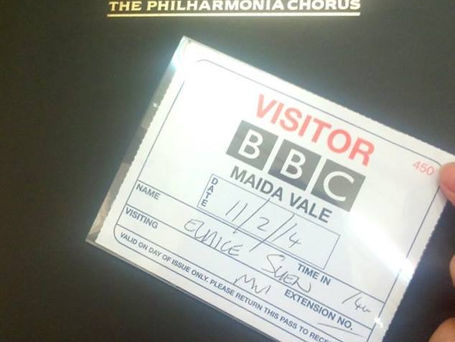 THE PHILHARMONIA CHORUS
VISITOR
450
BBC
MAIDA VALE
DATE 11/2/14
NAME EUNICE
TIME IN
VISITING MV1
EXTENSION NO.
VALID ON DAY OF ISSUE ONLY. PLEASE RETURN THIS PASS TO RECE